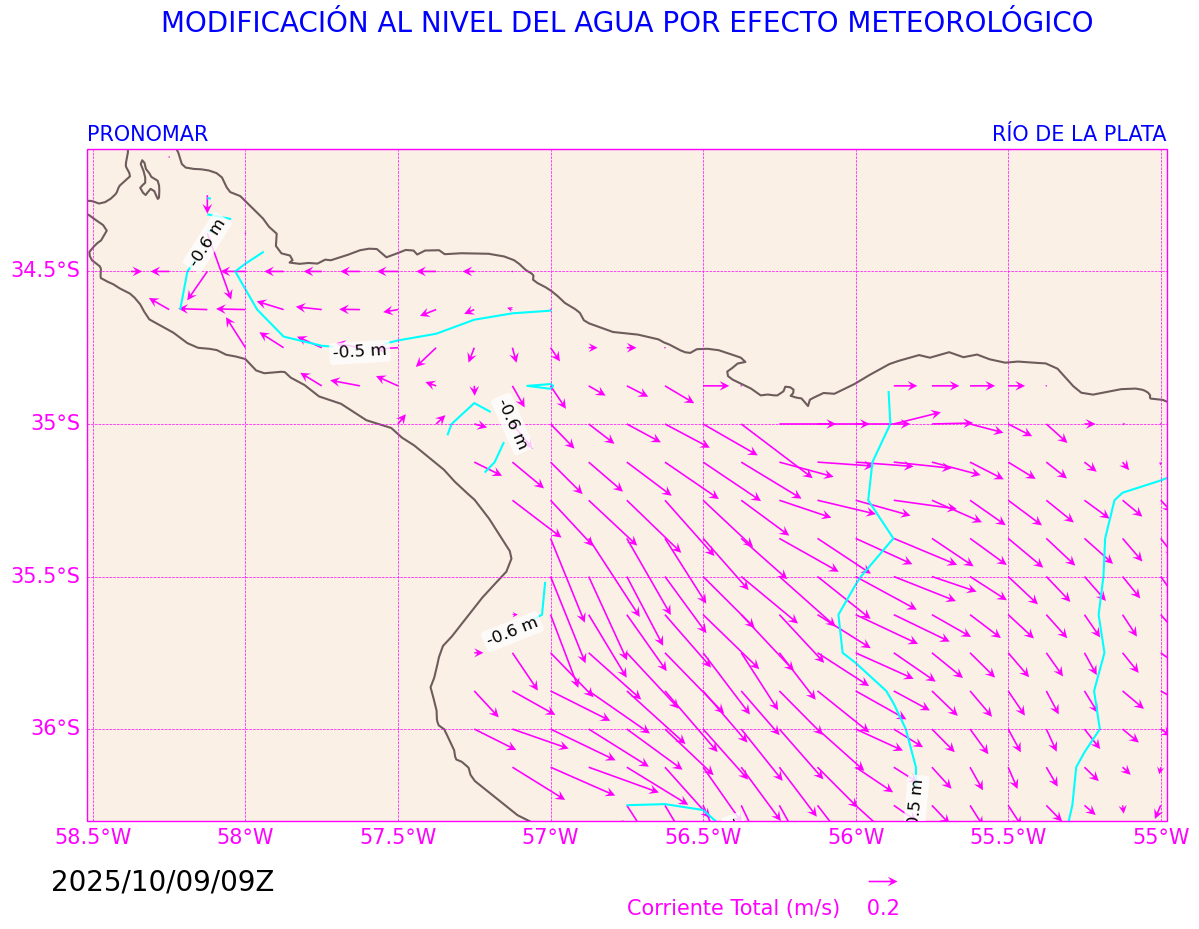 MODIFICACIÓN AL NIVEL DEL AGUA POR EFECTO METEOROLÓGICO
PRONOMAR RÍO DE LA PLATA
-0.6 m
34.5°S
-0.5 m
-0.6 m
35°S
35.5°S
-0.6 m
36°S
0.5 m
58.5°W 58°W 57.5°W 57°W 56.5°W 56°W 55.5°W 55°W
2025/10/09/09Z
Corriente Total (m/s) 0.2